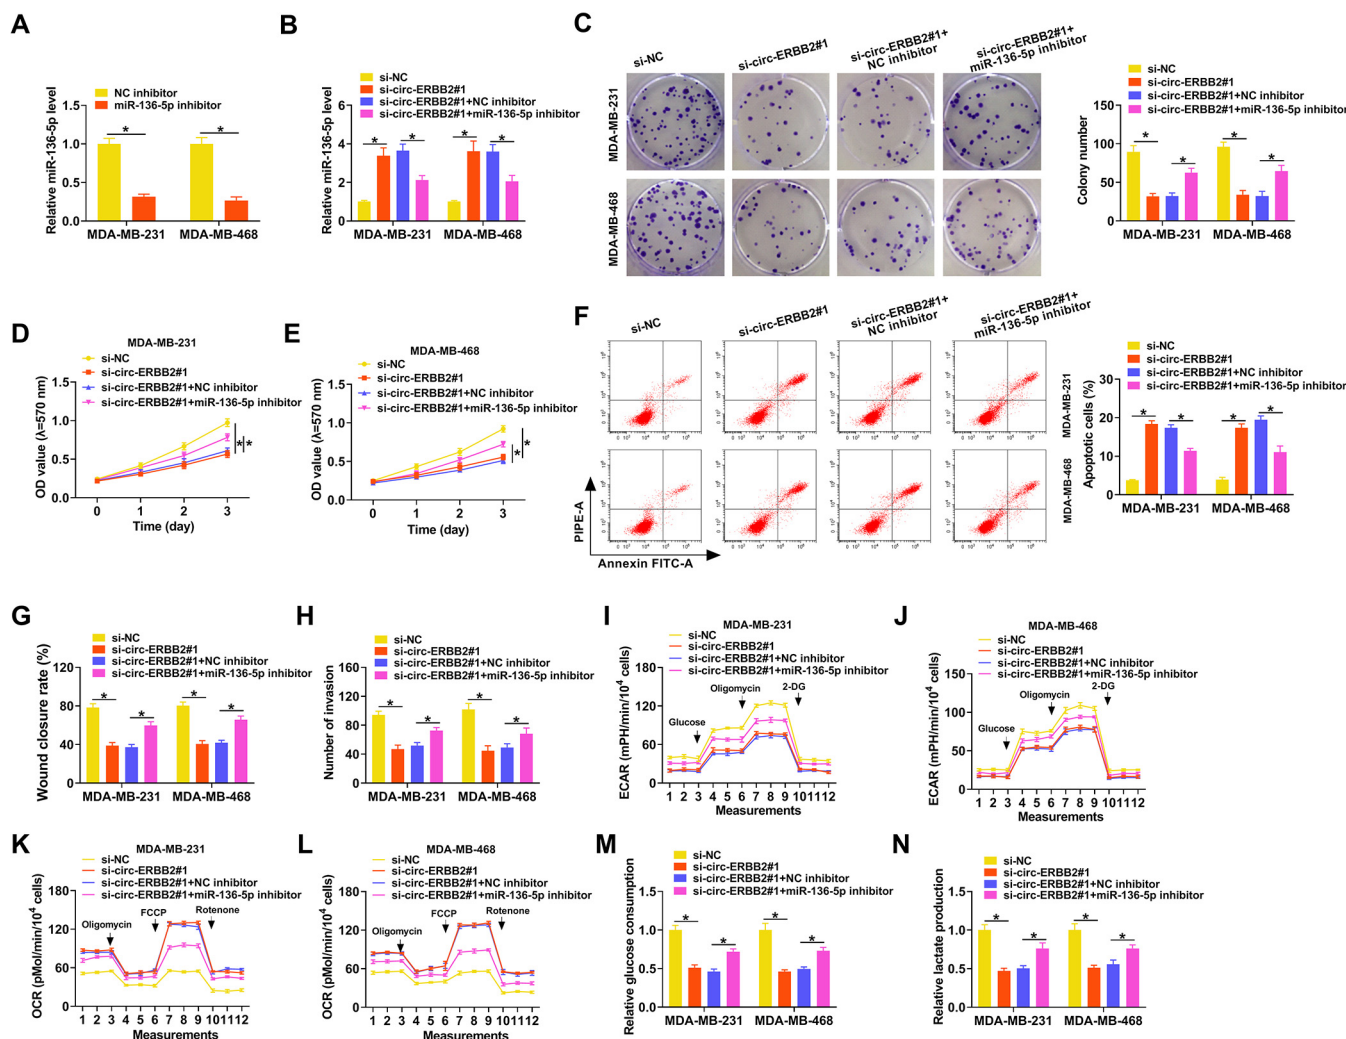 A
NC inhibitor
miR-136-5p inhibitor
Relative miR-136-5p level
1.5
1.0
0.5
0.0
MDA-MB-231
MDA-MB-468
*
*
B
si-NC
si-circ-ERBB2#1
si-circ-ERBB2#1+NC inhibitor
si-circ-ERBB2#1+miR-136-5p inhibitor
Relative miR-136-5p level
6
4
2
0
* * * *
MDA-MB-231
MDA-MB-468
C
si-NC
si-circ-ERBB2#1
si-circ-ERBB2#1+
NC inhibitor
si-circ-ERBB2#1+
miR-136-5p inhibitor
MDA-MB-231
MDA-MB-468
si-NC
si-circ-ERBB2#1
si-circ-ERBB2#1+NC inhibitor
si-circ-ERBB2#1+miR-136-5p inhibitor
Colony number
150
100
50
0
* * * *
MDA-MB-231
MDA-MB-468
D
MDA-MB-231
si-NC
si-circ-ERBB2#1
si-circ-ERBB2#1+NC inhibitor
si-circ-ERBB2#1+miR-136-5p inhibitor
OD value (λ=570 nm)
1.5
1.0
0.5
0.0
* *
0 1 2 3
Time (day)
E
MDA-MB-468
si-NC
si-circ-ERBB2#1
si-circ-ERBB2#1+NC inhibitor
si-circ-ERBB2#1+miR-136-5p inhibitor
OD value (λ=570 nm)
1.5
1.0
0.5
0.0
* *
0 1 2 3
Time (day)
F
si-NC
si-circ-ERBB2#1
si-circ-ERBB2#1+
NC inhibitor
si-circ-ERBB2#1+
miR-136-5p inhibitor
MDA-MB-231
MDA-MB-468
PIPE-A
Annexin FITC-A
si-NC
si-circ-ERBB2#1
si-circ-ERBB2#1+NC inhibitor
si-circ-ERBB2#1+miR-136-5p inhibitor
Apoptotic cells (%)
30
20
10
0
* * * *
MDA-MB-231
MDA-MB-468
G
si-NC
si-circ-ERBB2#1
si-circ-ERBB2#1+NC inhibitor
si-circ-ERBB2#1+miR-136-5p inhibitor
Wound closure rate (%)
120
80
40
0
* * * *
MDA-MB-231
MDA-MB-468
H
si-NC
si-circ-ERBB2#1
si-circ-ERBB2#1+NC inhibitor
si-circ-ERBB2#1+miR-136-5p inhibitor
Number of invasion
150
120
90
60
30
0
* * * *
MDA-MB-231
MDA-MB-468
I
MDA-MB-231
si-NC
si-circ-ERBB2#1
si-circ-ERBB2#1+NC inhibitor
si-circ-ERBB2#1+miR-136-5p inhibitor
ECAR (mPH/min/10⁴ cells)
180
120
60
0
Glucose
Oligomycin
2-DG
1 2 3 4 5 6 7 8 9 10 11 12
Measurements
J
MDA-MB-468
si-NC
si-circ-ERBB2#1
si-circ-ERBB2#1+NC inhibitor
si-circ-ERBB2#1+miR-136-5p inhibitor
ECAR (mPH/min/10⁴ cells)
150
100
50
0
Glucose
Oligomycin
2-DG
1 2 3 4 5 6 7 8 9 10 11 12
Measurements
K
MDA-MB-231
si-NC
si-circ-ERBB2#1
si-circ-ERBB2#1+NC inhibitor
si-circ-ERBB2#1+miR-136-5p inhibitor
OCR (pMol/min/10⁴ cells)
180
120
60
0
Oligomycin
FCCP
Rotenone
1 2 3 4 5 6 7 8 9 10 11 12
Measurements
L
MDA-MB-468
si-NC
si-circ-ERBB2#1
si-circ-ERBB2#1+NC inhibitor
si-circ-ERBB2#1+miR-136-5p inhibitor
OCR (pMol/min/10⁴ cells)
180
120
60
0
Oligomycin
FCCP
Rotenone
1 2 3 4 5 6 7 8 9 10 11 12
Measurements
M
si-NC
si-circ-ERBB2#1
si-circ-ERBB2#1+NC inhibitor
si-circ-ERBB2#1+miR-136-5p inhibitor
Relative glucose consumption
1.5
1.0
0.5
0.0
* * * *
MDA-MB-231
MDA-MB-468
N
si-NC
si-circ-ERBB2#1
si-circ-ERBB2#1+NC inhibitor
si-circ-ERBB2#1+miR-136-5p inhibitor
Relative lactate production
1.5
1.0
0.5
0.0
* * * *
MDA-MB-231
MDA-MB-468